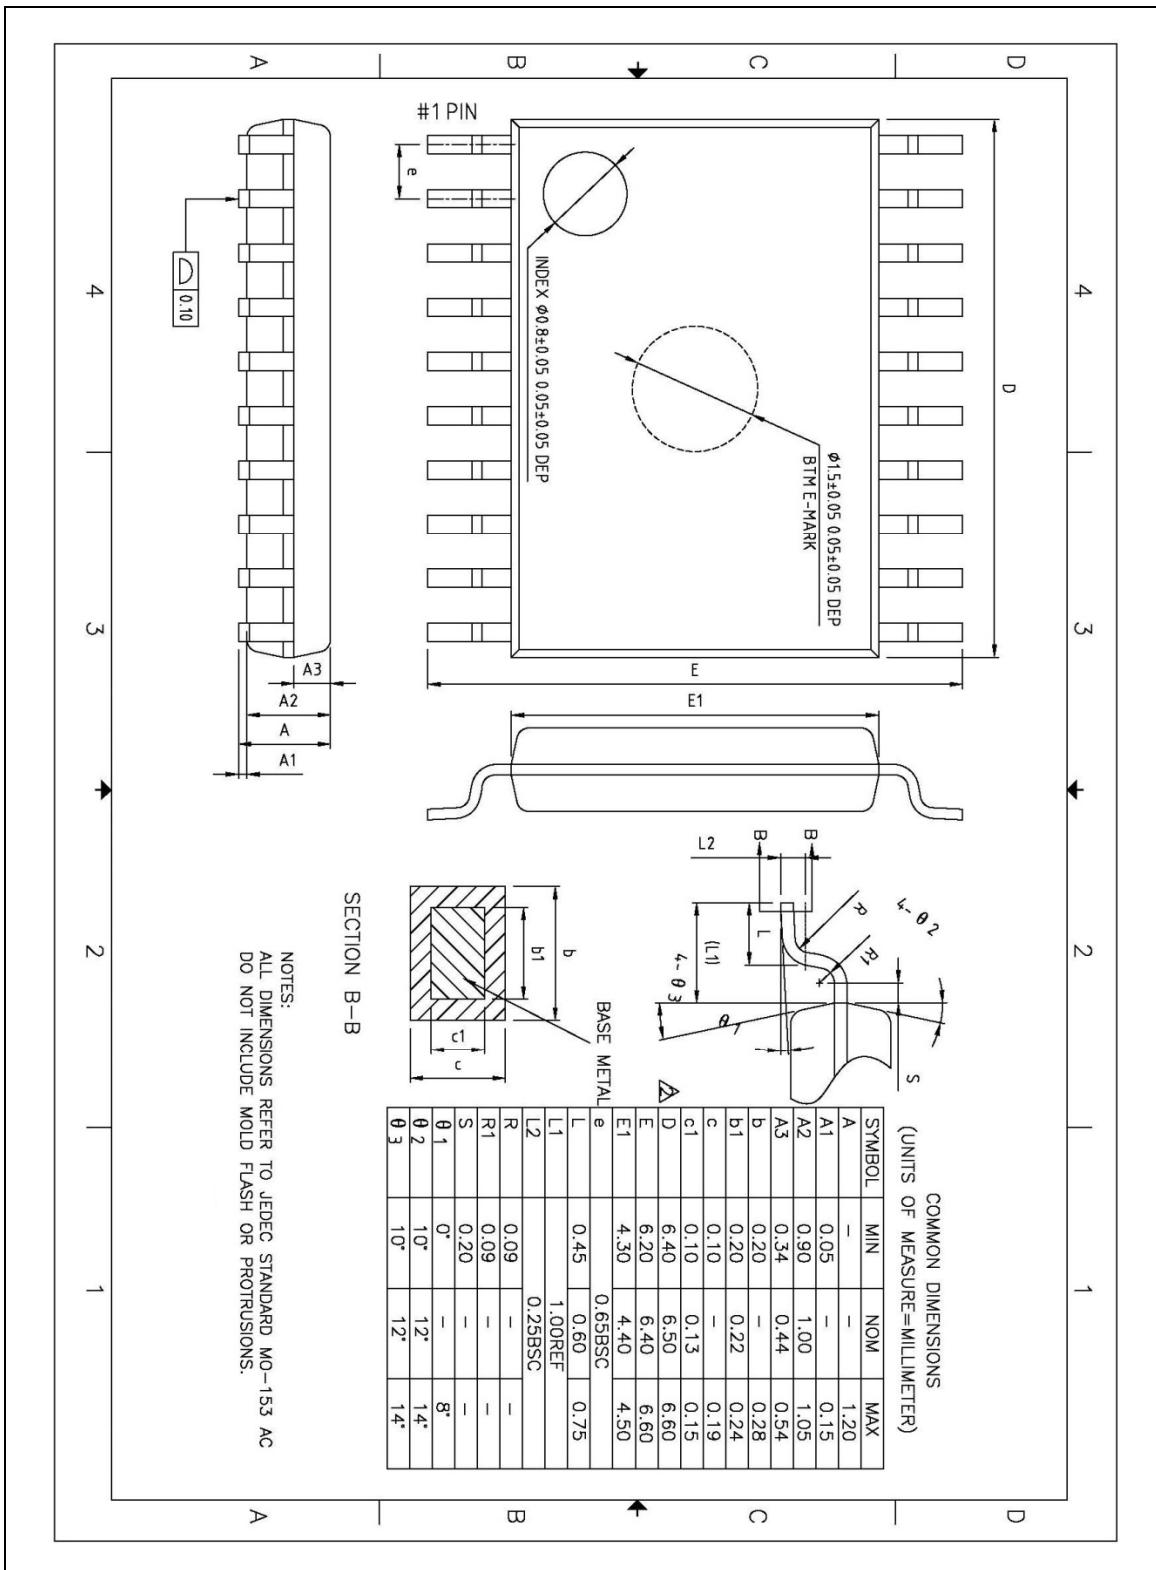 D
C
B
A
D
C
B
A
4
3
2
1
4
3
2
1
#1 PIN
e
INDEX Ø0.8±0.05 0.05±0.05 DEP
Ø1.5±0.05 0.05±0.05 DEP
BTM E-MARK
D
E
E1
0.10
A3
A2
A
A1
B
B
L2
L
(L1)
R
R1
4-θ2
4-θ3
θ1
S
b
b1
c1
c
BASE METAL
SECTION B-B
COMMON DIMENSIONS
(UNITS OF MEASURE=MILLIMETER)
SYMBOL MIN NOM MAX
A – – 1.20
A1 0.05 – 0.15
A2 0.90 1.00 1.05
A3 0.34 0.44 0.54
b 0.20 – 0.28
b1 0.20 0.22 0.24
c 0.10 – 0.19
c1 0.10 0.13 0.15
2
D 6.40 6.50 6.60
E 6.20 6.40 6.60
E1 4.30 4.40 4.50
e 0.65BSC
L 0.45 0.60 0.75
L1 1.00REF
L2 0.25BSC
R 0.09 – –
R1 0.09 – –
S 0.20 – –
θ1 0° – 8°
θ2 10° 12° 14°
θ3 10° 12° 14°
NOTES:
ALL DIMENSIONS REFER TO JEDEC STANDARD MO-153 AC
DO NOT INCLUDE MOLD FLASH OR PROTRUSIONS.